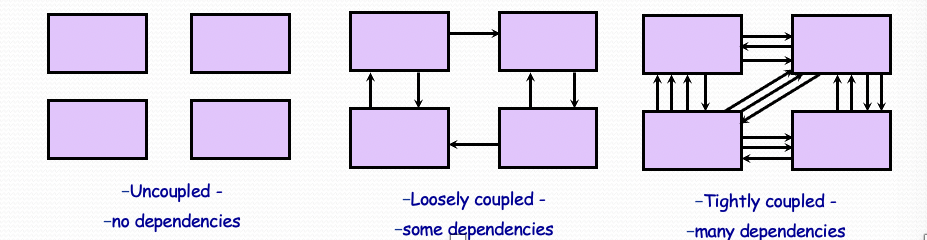 –Uncoupled -
–no dependencies
–Loosely coupled -
–some dependencies
–Tightly coupled -
–many dependencies